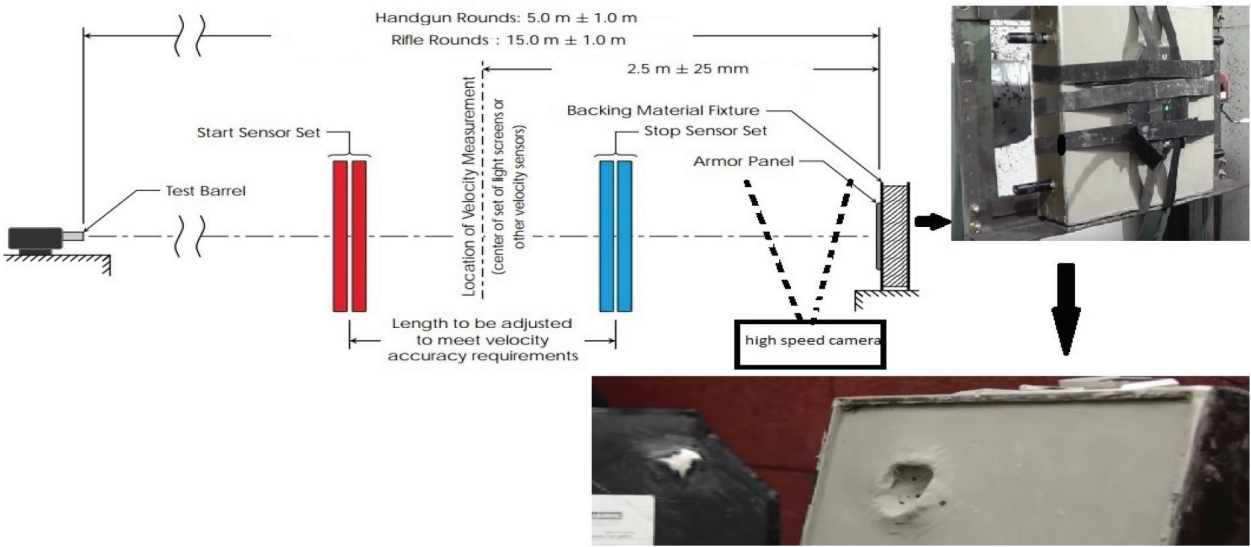 Handgun Rounds: 5.0 m ± 1.0 m
Rifle Rounds : 15.0 m ± 1.0 m
2.5 m ± 25 mm
Backing Material Fixture
Start Sensor Set
Stop Sensor Set
Armor Panel
Test Barrel
Location of Velocity Measurement
(center of set of light screens or
other velocity sensors)
Length to be adjusted
to meet velocity
accuracy requirements
high speed camera